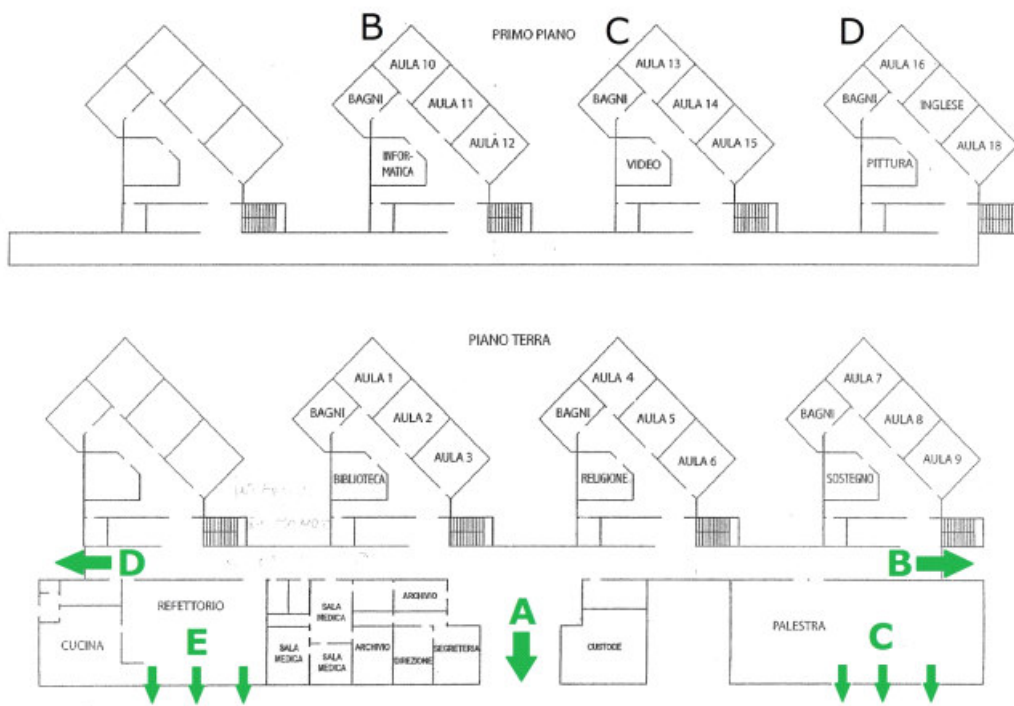 B
PRIMO PIANO
C
D
AULA 10
AULA 13
AULA 16
BAGNI
AULA 11
BAGNI
AULA 14
BAGNI
INGLESE
AULA 12
AULA 15
AULA 18
INFOR-
MATICA
VIDEO
PITTURA
PIANO TERRA
AULA 1
AULA 4
AULA 7
BAGNI
AULA 2
BAGNI
AULA 5
BAGNI
AULA 8
AULA 3
AULA 6
AULA 9
BIBLIOTECA
RELIGIONE
SOSTEGNO
D
B
REFETTORIO
SALA
MEDICA
ARCHIVIO
A
PALESTRA
CUCINA
E
SALA
MEDICA
SALA
MEDICA
ARCHIVIO
DIREZIONE
SEGRETERIA
CUSTODE
C